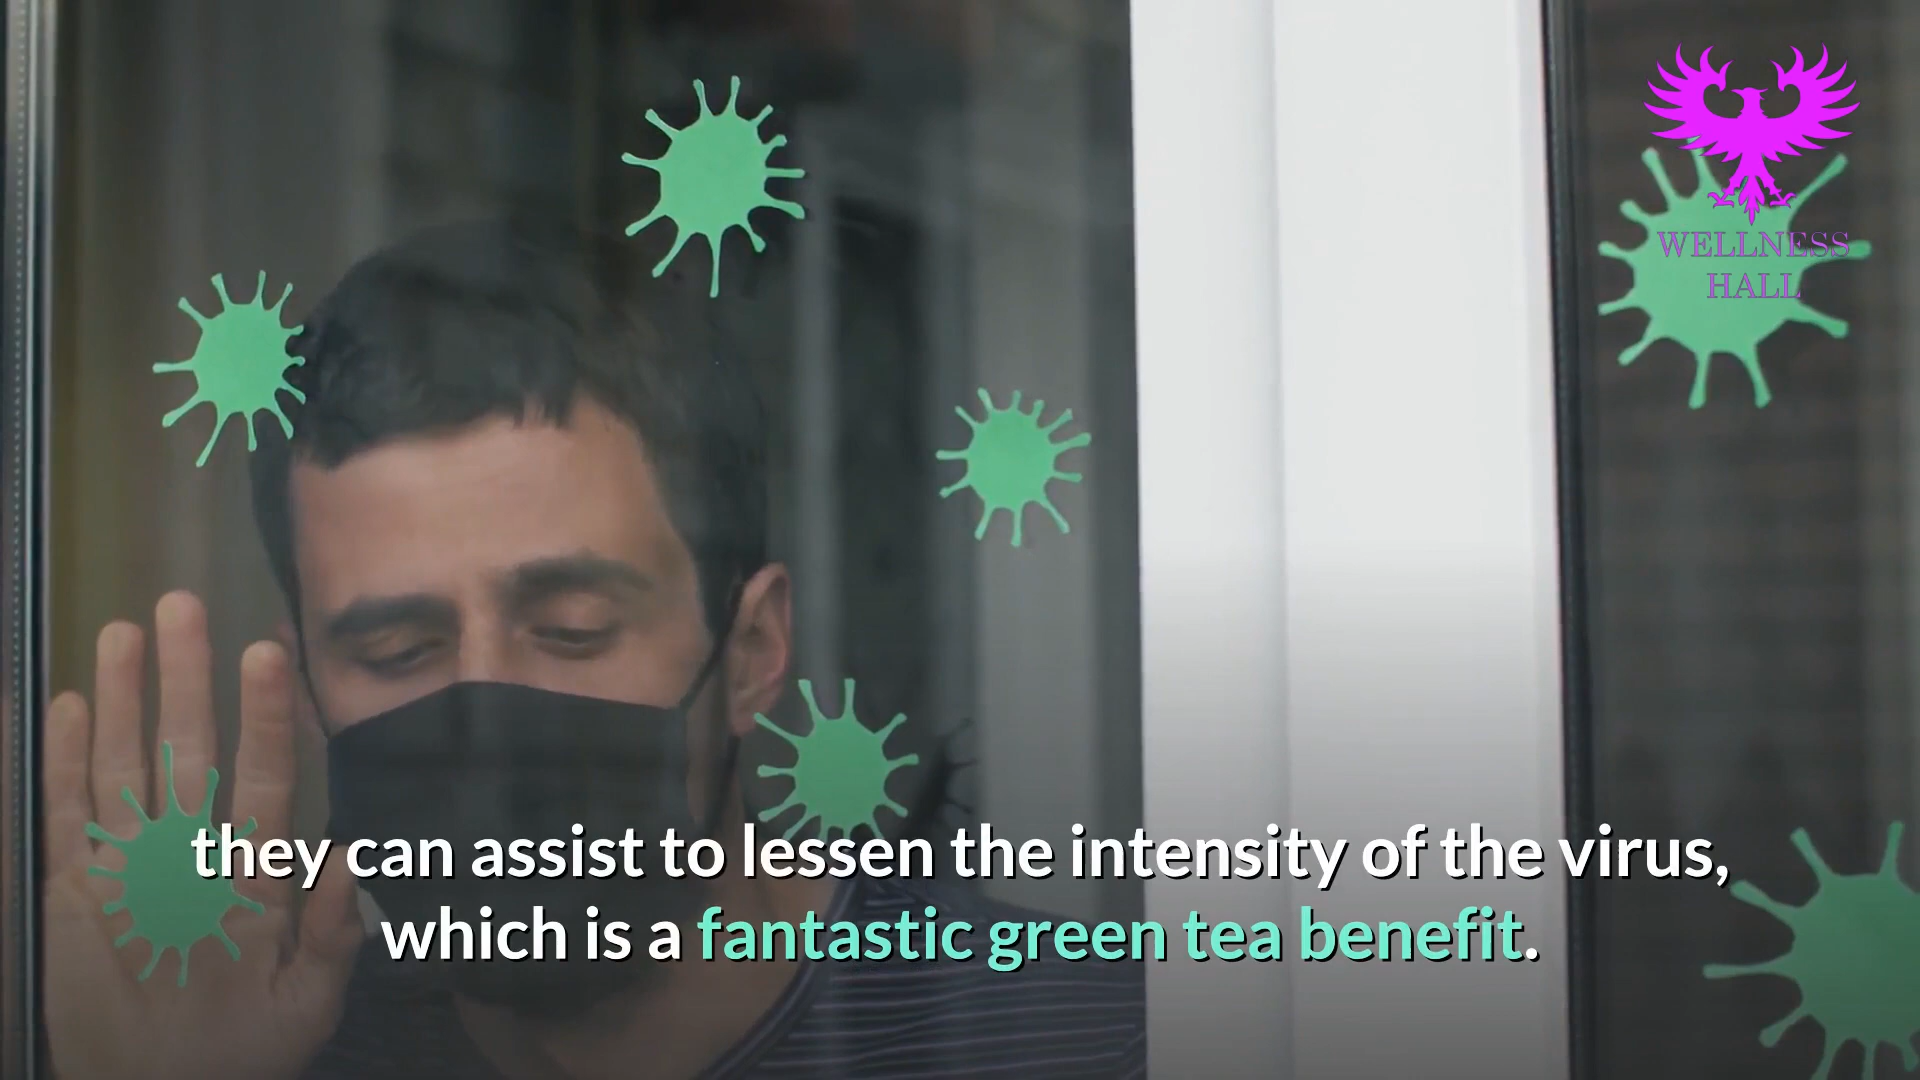 WELLNESS
HALL
they can assist to lessen the intensity of the virus,
which is a fantastic green tea benefit.